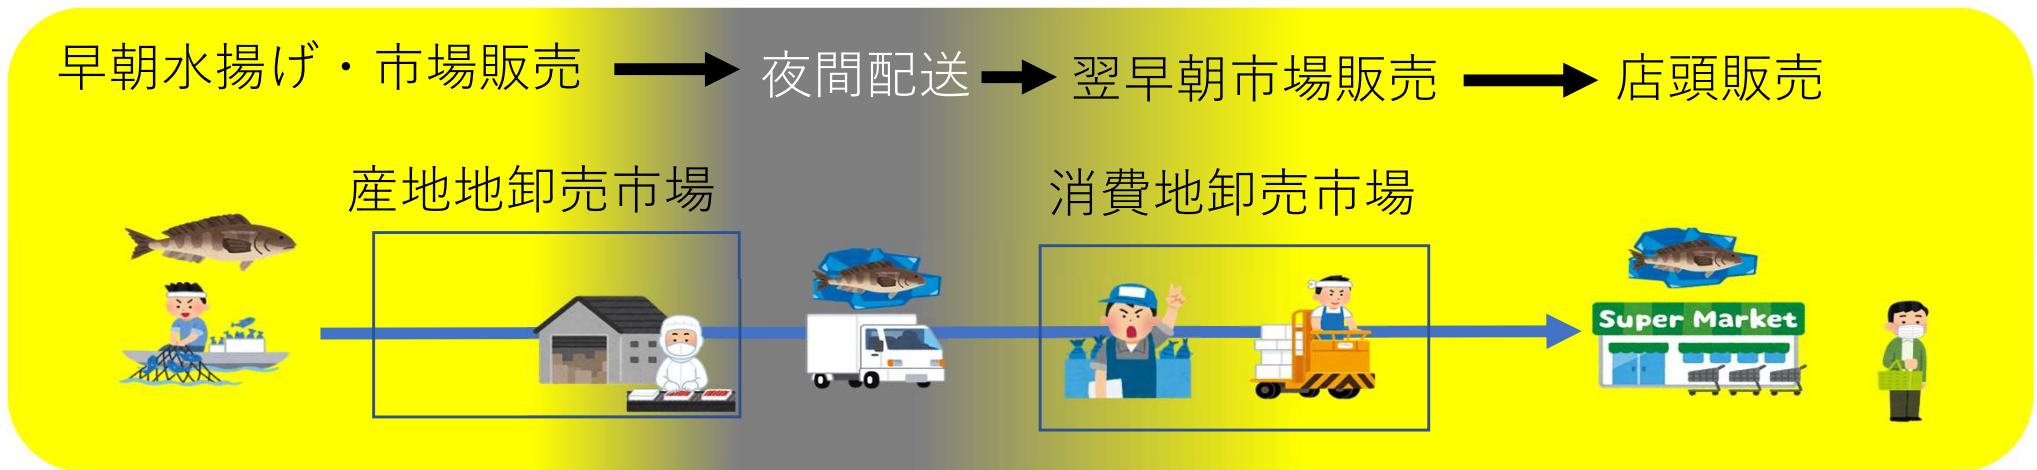 早朝水揚げ・市場販売
夜間配送
翌早朝市場販売
店頭販売
産地地卸売市場
消費地卸売市場
Super Market